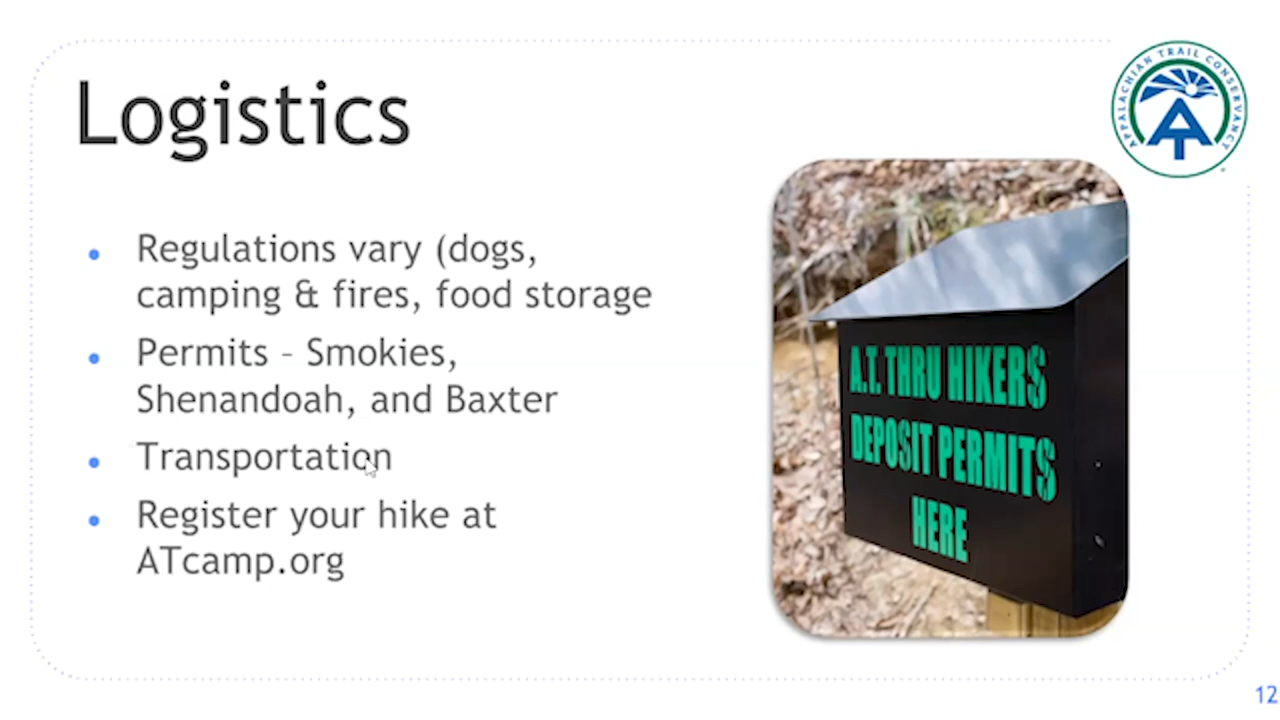 Logistics
APPALACHIAN TRAIL CONSERVANCY
AT
• Regulations vary (dogs,
camping & fires, food storage
• Permits – Smokies,
Shenandoah, and Baxter
• Transportation
• Register your hike at
ATcamp.org
A.T. THRU HIKERS
DEPOSIT PERMITS
HERE
12